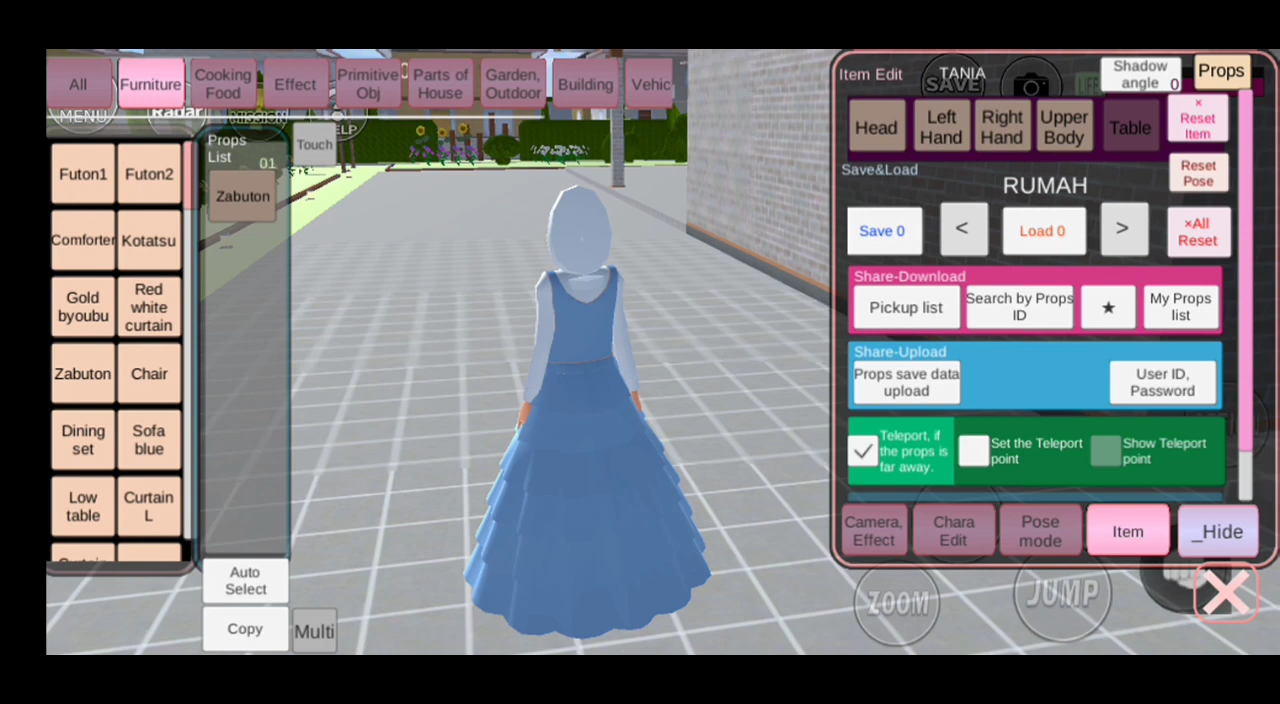 All
Furniture
Cooking
Food
Effect
Primitive
Obj
Parts of
House
Garden,
Outdoor
Building
Vehic
MENU
Radar
MISSION
Props
List
01
Touch
Zabuton
Futon1
Futon2
Comforter
Kotatsu
Gold
byoubu
Red
white
curtain
Zabuton
Chair
Dining
set
Sofa
blue
Low
table
Curtain
L
Auto
Select
Copy
Multi
Item Edit
TANIA
SAVE
Shadow
angle
0
Props
Head
Left
Hand
Right
Hand
Upper
Body
Table
×
Reset
Item
Save&Load
RUMAH
Reset
Pose
Save 0
<
Load 0
>
×All
Reset
Share-Download
Pickup list
Search by Props
ID
★
My Props
list
Share-Upload
Props save data
upload
User ID,
Password
Teleport, if
the props is
far away.
Set the Teleport
point
Show Teleport
point
Camera,
Effect
Chara
Edit
Pose
mode
Item
_Hide
ZOOM
JUMP